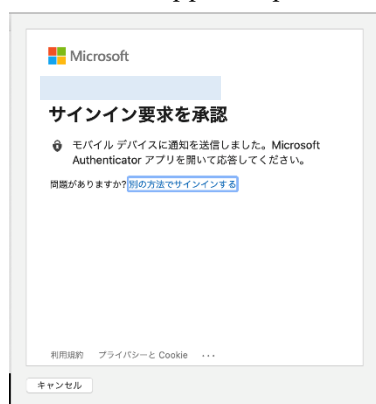 Microsoft
サインイン要求を承認
モバイル デバイスに通知を送信しました。Microsoft
Authenticator アプリを開いて応答してください。
問題がありますか?別の方法でサインインする
利用規約 プライバシーと Cookie ...
キャンセル